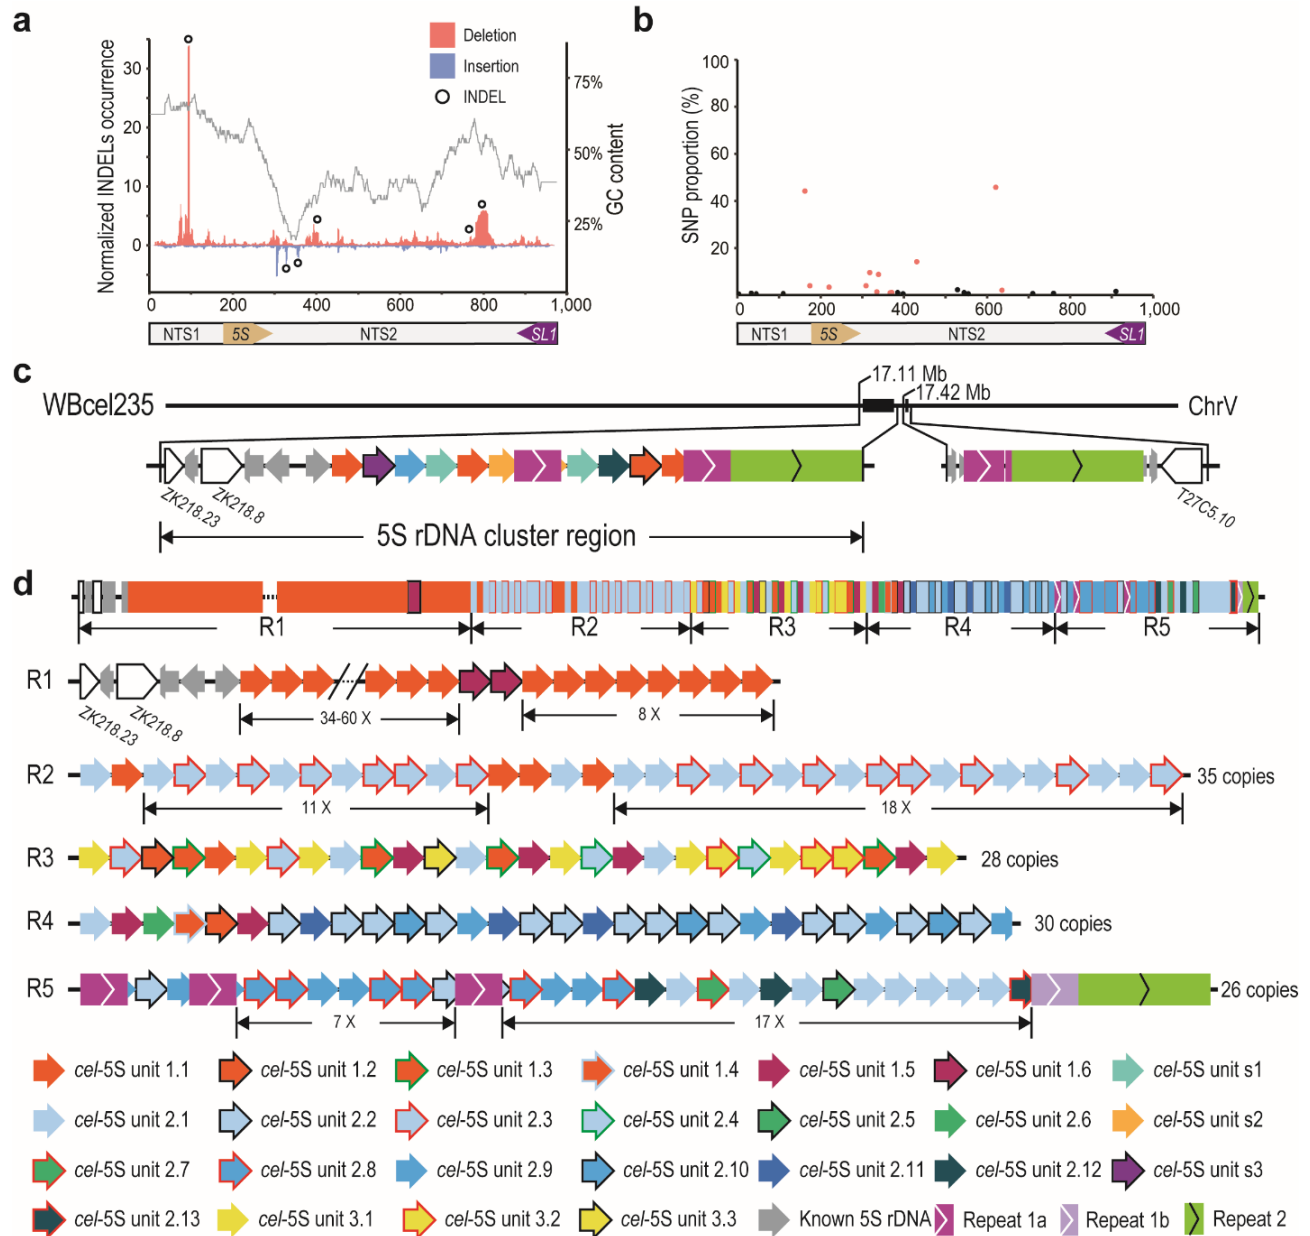 a
Normalized INDELs occurrence
30
20
10
0
Deletion
Insertion
INDEL
75%
50%
25%
GC content
0 200 400 600 800 1,000
NTS1 5S NTS2 SL1
b
SNP proportion (%)
100
80
60
40
20
0 200 400 600 800 1,000
NTS1 5S NTS2 SL1
c
WBcel235
17.11 Mb
17.42 Mb
ChrV
ZK218.23
ZK218.8
T27C5.10
5S rDNA cluster region
d
R1 R2 R3 R4 R5
R1
ZK218.23
ZK218.8
34-60 X
8 X
R2
35 copies
11 X
18 X
R3
28 copies
R4
30 copies
R5
26 copies
7 X
17 X
cel-5S unit 1.1 cel-5S unit 1.2 cel-5S unit 1.3 cel-5S unit 1.4 cel-5S unit 1.5 cel-5S unit 1.6 cel-5S unit s1
cel-5S unit 2.1 cel-5S unit 2.2 cel-5S unit 2.3 cel-5S unit 2.4 cel-5S unit 2.5 cel-5S unit 2.6 cel-5S unit s2
cel-5S unit 2.7 cel-5S unit 2.8 cel-5S unit 2.9 cel-5S unit 2.10 cel-5S unit 2.11 cel-5S unit 2.12 cel-5S unit s3
cel-5S unit 2.13 cel-5S unit 3.1 cel-5S unit 3.2 cel-5S unit 3.3 Known 5S rDNA Repeat 1a Repeat 1b Repeat 2